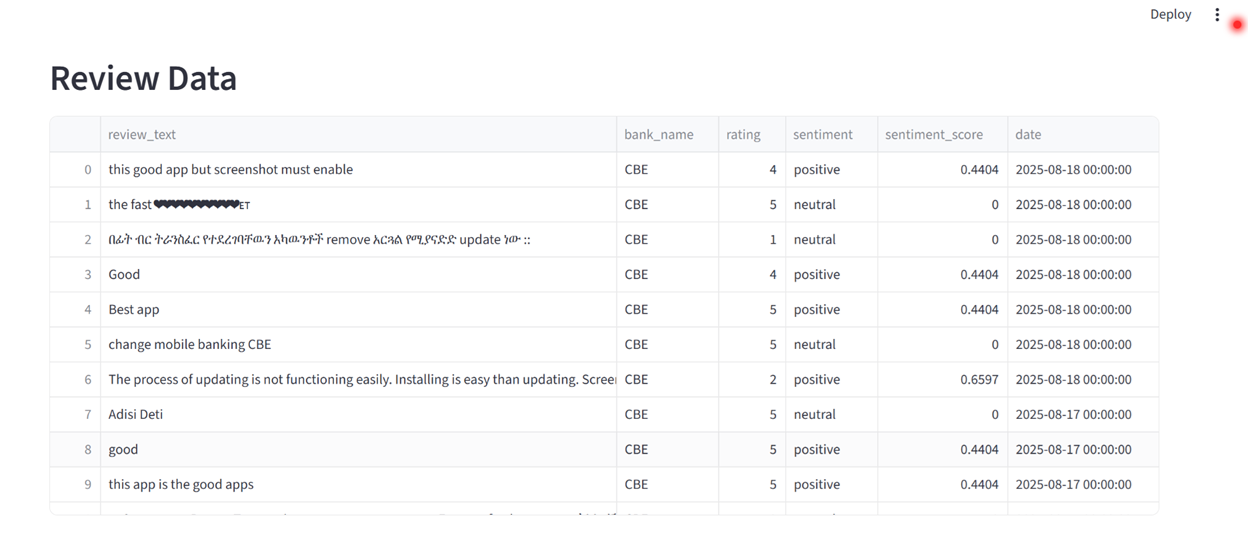 Deploy
Review Data
review_text bank_name rating sentiment sentiment_score date
0 this good app but screenshot must enable CBE 4 positive 0.4404 2025-08-18 00:00:00
1 the fast ❤❤❤❤❤❤❤❤❤❤ET CBE 5 neutral 0 2025-08-18 00:00:00
2 በፊት ብር ትራንስፈር የተደረገባቸዉን አካዉንቶች remove አርጓል የሚያናድድ update ነው :: CBE 1 neutral 0 2025-08-18 00:00:00
3 Good CBE 4 positive 0.4404 2025-08-18 00:00:00
4 Best app CBE 5 positive 0.4404 2025-08-18 00:00:00
5 change mobile banking CBE CBE 5 neutral 0 2025-08-18 00:00:00
6 The process of updating is not functioning easily. Installing is easy than updating. Screer CBE 2 positive 0.6597 2025-08-18 00:00:00
7 Adisi Deti CBE 5 neutral 0 2025-08-17 00:00:00
8 good CBE 5 positive 0.4404 2025-08-17 00:00:00
9 this app is the good apps CBE 5 positive 0.4404 2025-08-17 00:00:00